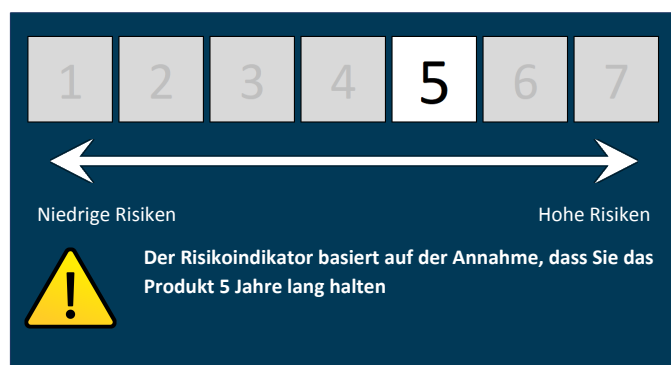 1 2 3 4 5 6 7
Niedrige Risiken Hohe Risiken
Der Risikoindikator basiert auf der Annahme, dass Sie das
Produkt 5 Jahre lang halten